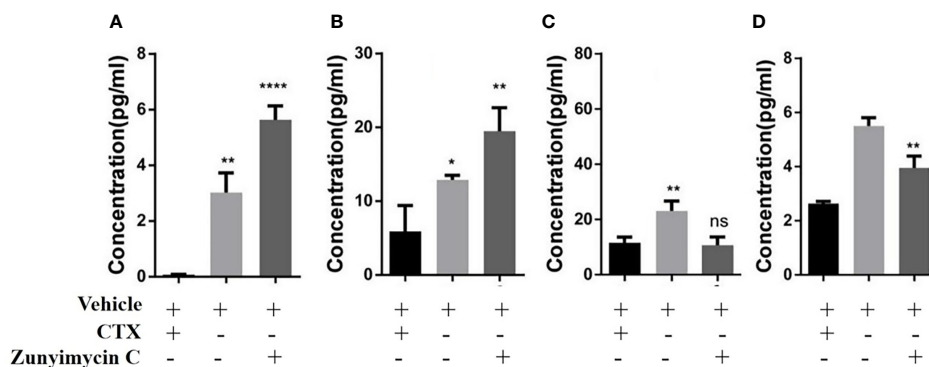 A
B
C
D
Concentration(pg/ml)
8
6
4
2
0
**
****
Concentration(pg/ml)
30
20
10
0
*
**
Concentration(pg/ml)
80
60
40
20
0
**
ns
Concentration(pg/ml)
8
6
4
2
0
**
Vehicle + + + + + + + + + + + +
CTX + - - + - - + - - + - -
Zunyimycin C - - + - - + - - + - - +